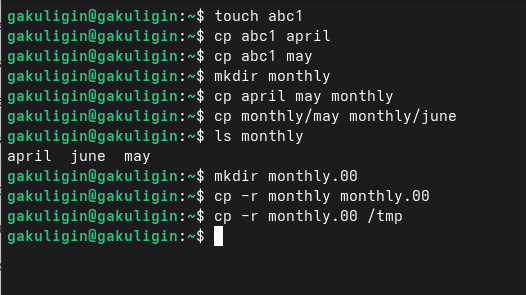 gakuligin@gakuligin:~$ touch abc1
gakuligin@gakuligin:~$ cp abc1 april
gakuligin@gakuligin:~$ cp abc1 may
gakuligin@gakuligin:~$ mkdir monthly
gakuligin@gakuligin:~$ cp april may monthly
gakuligin@gakuligin:~$ cp monthly/may monthly/june
gakuligin@gakuligin:~$ ls monthly
april  june  may
gakuligin@gakuligin:~$ mkdir monthly.00
gakuligin@gakuligin:~$ cp -r monthly monthly.00
gakuligin@gakuligin:~$ cp -r monthly.00 /tmp
gakuligin@gakuligin:~$